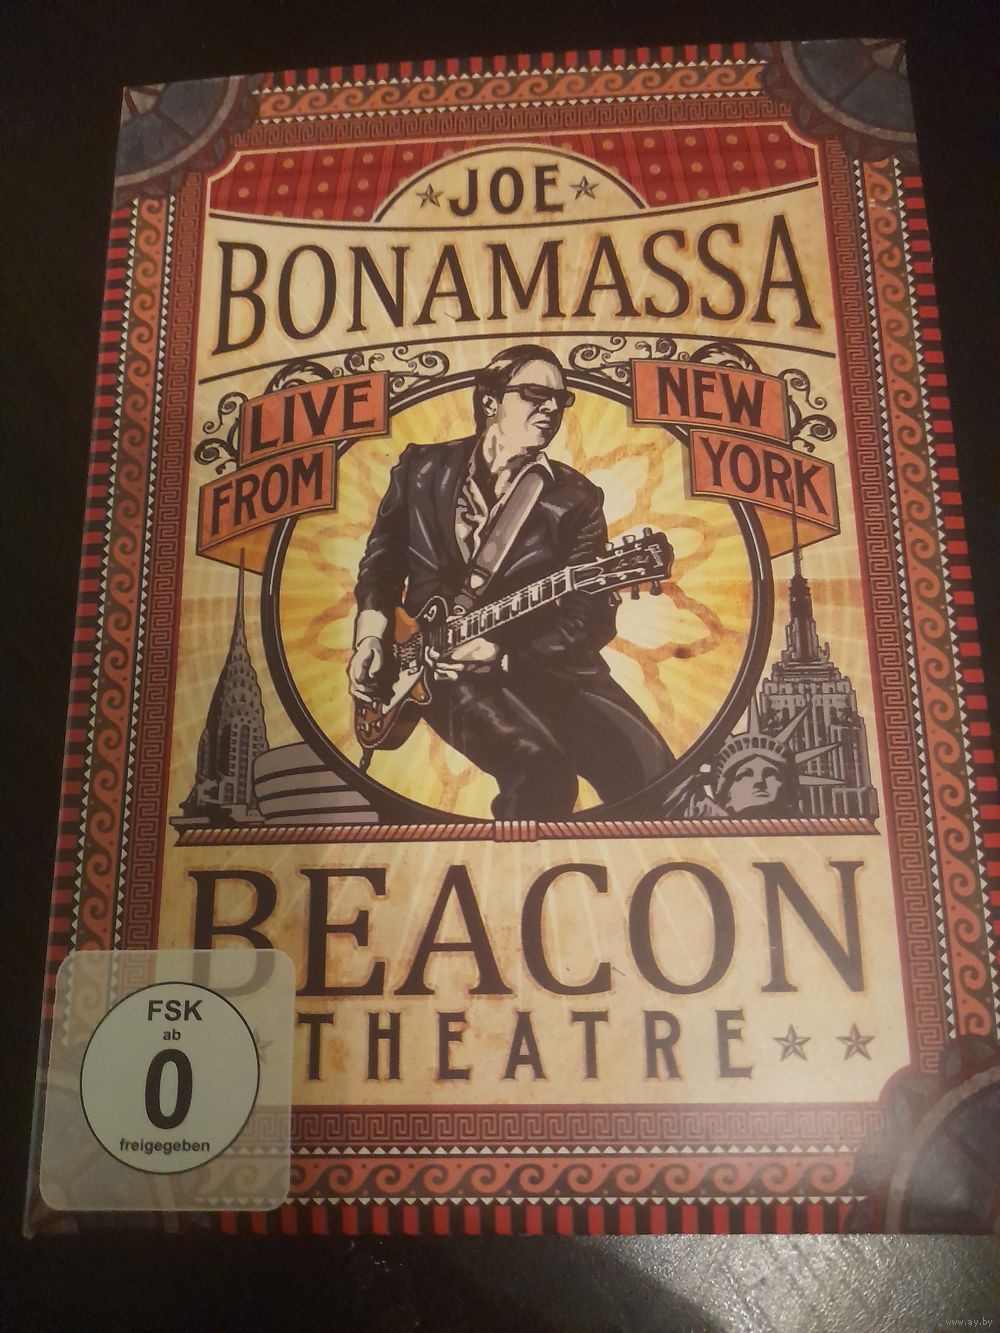 JOE
BONAMASSA
LIVE
FROM
NEW
YORK
BEACON
THEATRE
FSK
ab
0
freigegeben
www.ay.by